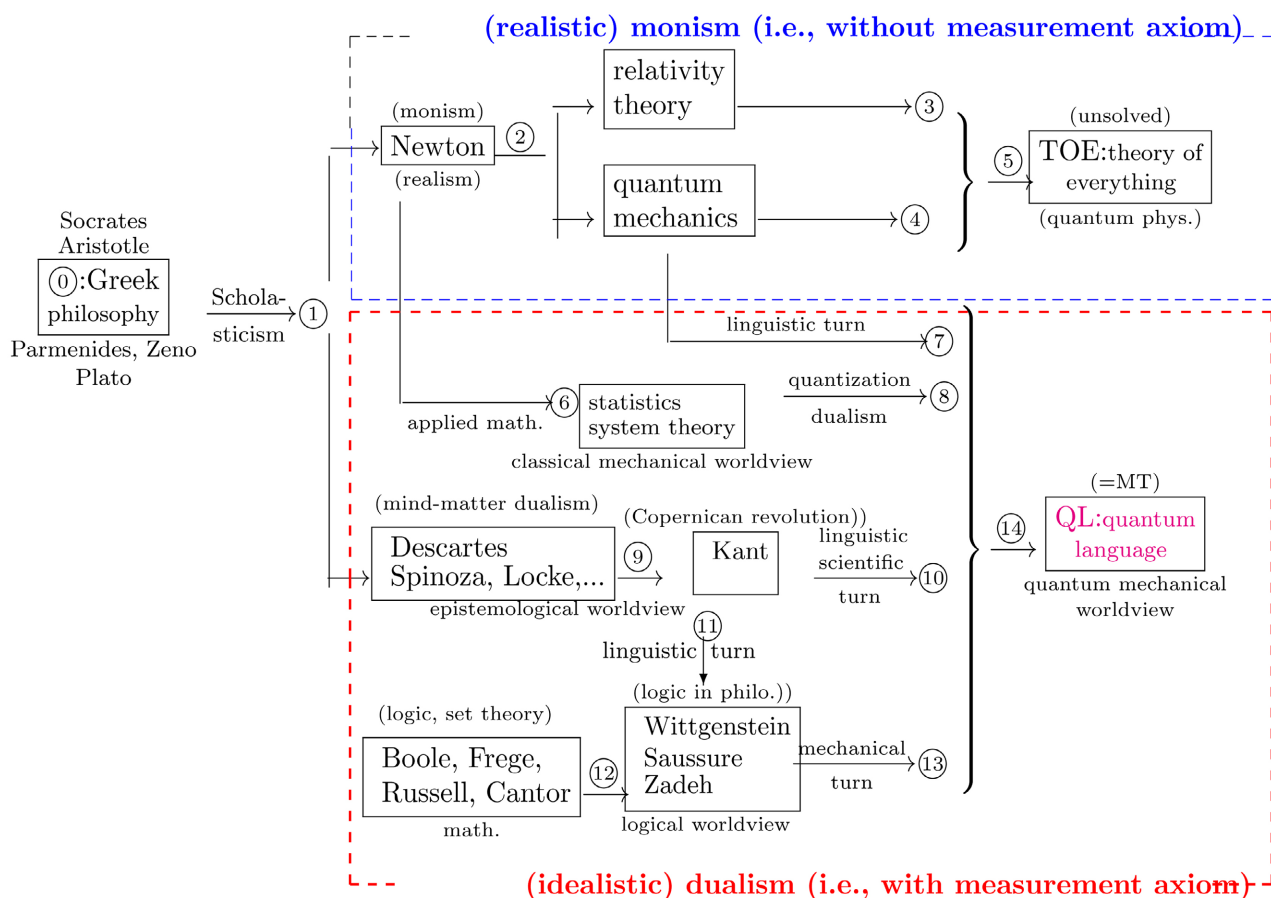 (realistic) monism (i.e., without measurement axiom)
relativity
theory
3
(monism)
Newton
2
(realism)
quantum
mechanics
4
(unsolved)
5
TOE:theory of
everything
(quantum phys.)
Socrates
Aristotle
0:Greek
philosophy
Parmenides, Zeno
Plato
Schola-
sticism
1
linguistic turn
7
quantization
8
dualism
applied math.
6
statistics
system theory
classical mechanical worldview
(mind-matter dualism)
Descartes
Spinoza, Locke,...
9
epistemological worldview
(Copernican revolution))
Kant
linguistic
scientific
10
turn
11
linguistic turn
(logic in philo.))
Wittgenstein
Saussure
Zadeh
logical worldview
(logic, set theory)
Boole, Frege,
Russell, Cantor
12
math.
mechanical
13
turn
(=MT)
14
QL:quantum
language
quantum mechanical
worldview
(idealistic) dualism (i.e., with measurement axiom)